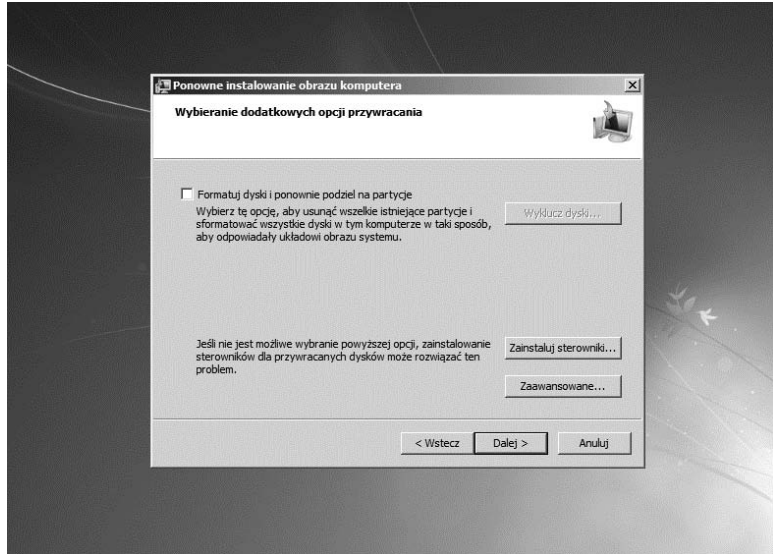 Ponowne instalowanie obrazu komputera
Wybieranie dodatkowych opcji przywracania
Formatuj dyski i ponownie podziel na partycje
Wybierz tę opcję, aby usunąć wszelkie istniejące partycje i
sformatować wszystkie dyski w tym komputerze w taki sposób,
aby odpowiadały układowi obrazu systemu.
Wyklucz dyski...
Jeśli nie jest możliwe wybranie powyższej opcji, zainstalowanie
sterowników dla przywracanych dysków może rozwiązać ten
problem.
Zainstaluj sterowniki...
Zaawansowane...
< Wstecz
Dalej >
Anuluj